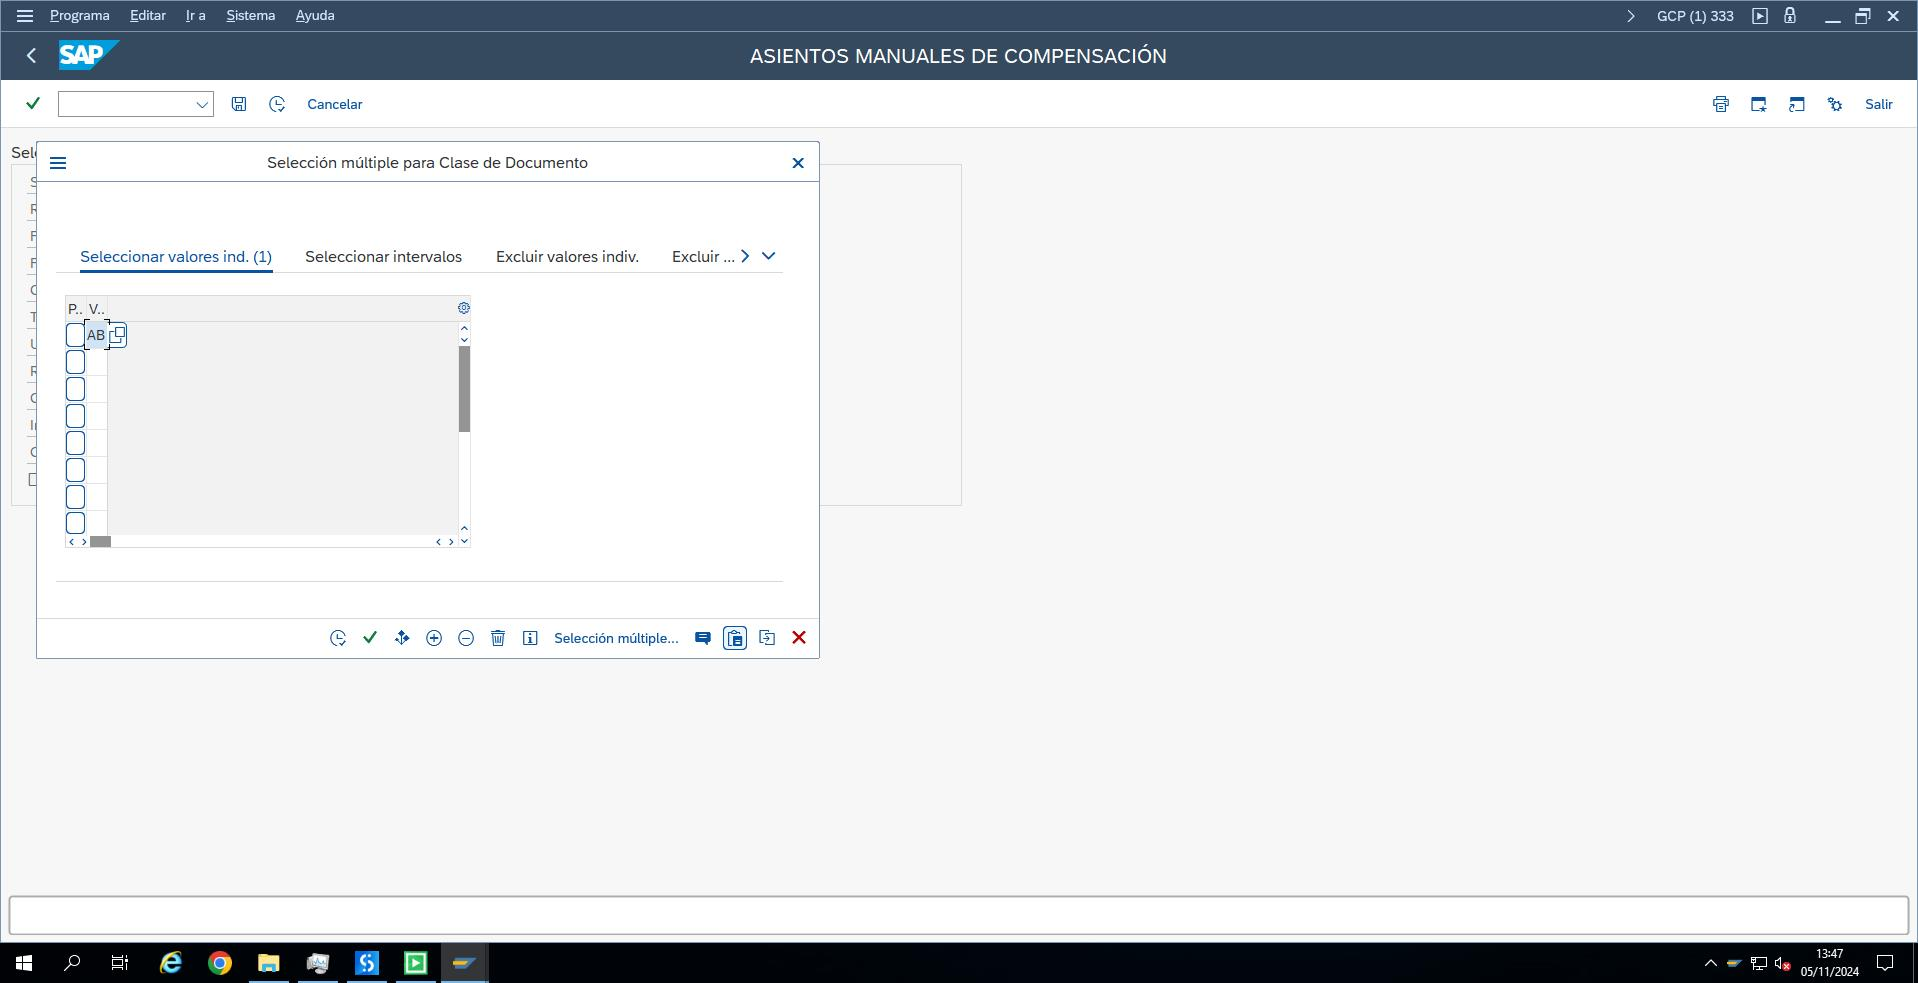 Programa Editar Ir a Sistema Ayuda GCP (1) 333
SAP ASIENTOS MANUALES DE COMPENSACIÓN
Cancelar Salir
Sel
Selección múltiple para Clase de Documento
Seleccionar valores ind. (1) Seleccionar intervalos Excluir valores indiv. Excluir ...
P.. V..
AB
Selección múltiple...
13:47
05/11/2024